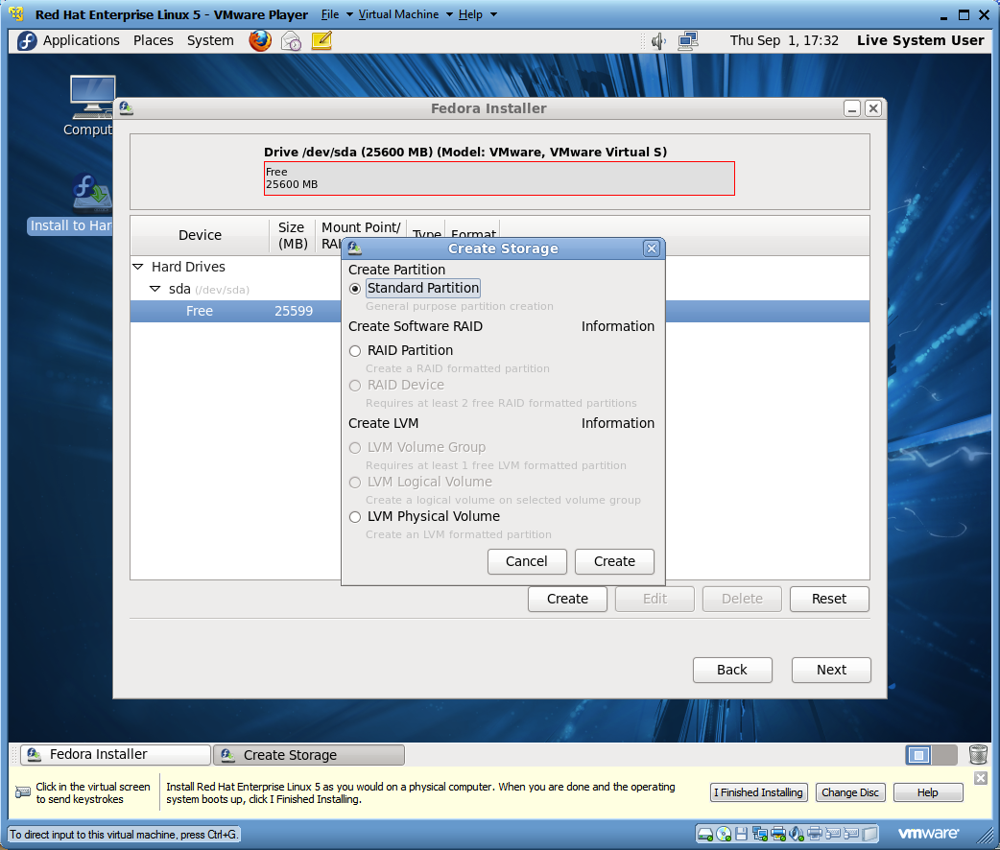 Red Hat Enterprise Linux 5 - VMware Player File Virtual Machine Help
Applications Places System Thu Sep 1, 17:32 Live System User
Comput
Install to Har
Fedora Installer
Drive /dev/sda (25600 MB) (Model: VMware, VMware Virtual S)
Free
25600 MB
Device
Size
(MB)
Mount Point/
RAI
Type
Format
Hard Drives
sda (/dev/sda)
Free 25599
Create Storage
Create Partition
Standard Partition
General purpose partition creation
Create Software RAID Information
RAID Partition
Create a RAID formatted partition
RAID Device
Requires at least 2 free RAID formatted partitions
Create LVM Information
LVM Volume Group
Requires at least 1 free LVM formatted partition
LVM Logical Volume
Create a logical volume on selected volume group
LVM Physical Volume
Create an LVM formatted partition
Cancel Create
Create Edit Delete Reset
Back Next
Fedora Installer Create Storage
Click in the virtual screen
to send keystrokes
Install Red Hat Enterprise Linux 5 as you would on a physical computer. When you are done and the operating
system boots up, click I Finished Installing.
I Finished Installing Change Disc Help
To direct input to this virtual machine, press Ctrl+G.
vmware